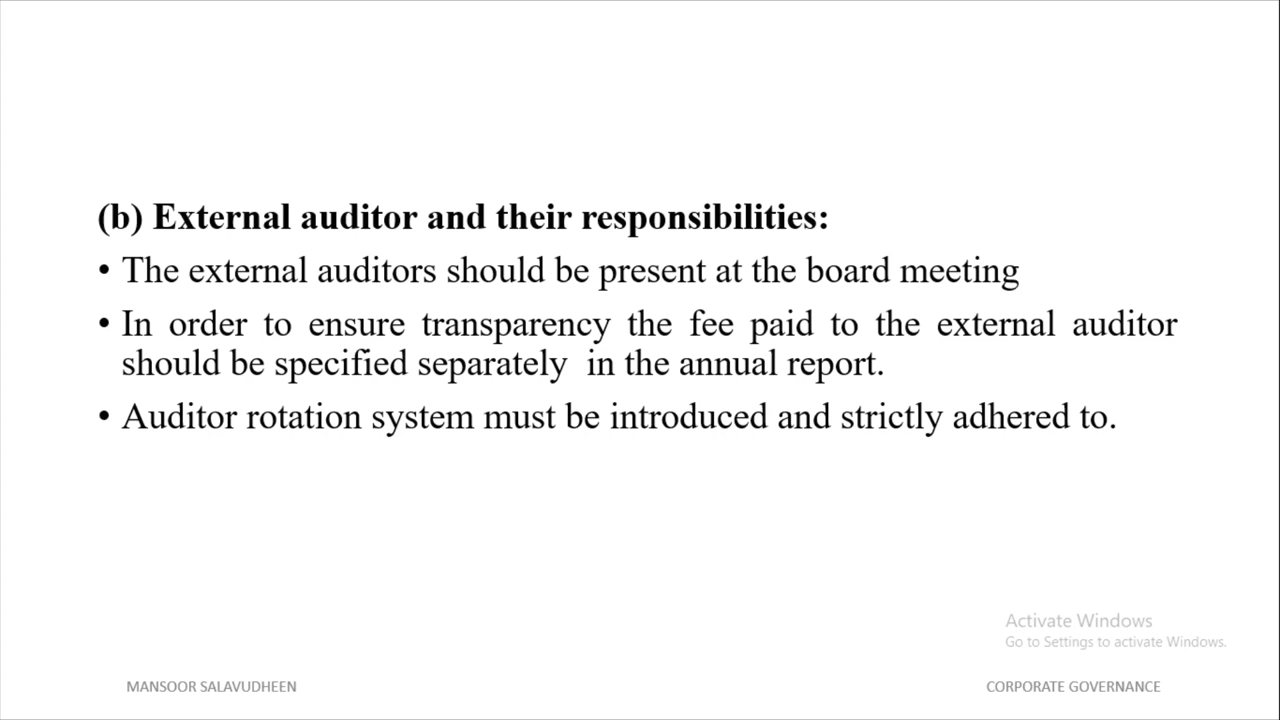 (b) External auditor and their responsibilities:
• The external auditors should be present at the board meeting
• In order to ensure transparency the fee paid to the external auditor
should be specified separately in the annual report.
• Auditor rotation system must be introduced and strictly adhered to.
Activate Windows
Go to Settings to activate Windows.
MANSOOR SALAVUDHEEN
CORPORATE GOVERNANCE